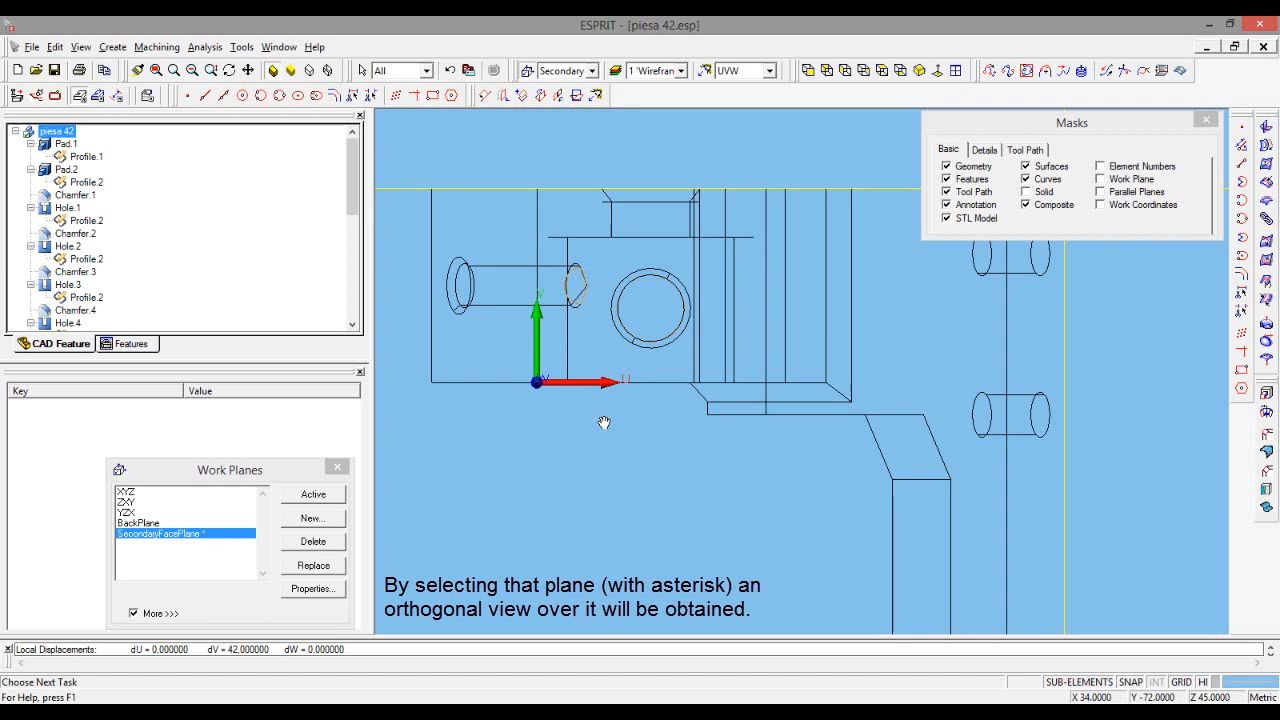 ESPRIT - [piesa 42.esp]
File Edit View Create Machining Analysis Tools Window Help
All
Secondary
1 'Wirefran
UVW
piesa 42
Pad.1
Profile.1
Pad.2
Profile.2
Chamfer.1
Hole.1
Profile.2
Chamfer.2
Hole.2
Profile.2
Chamfer.3
Hole.3
Profile.2
Chamfer.4
Hole.4
CAD Feature Features
Key Value
Work Planes
XYZ
ZXY
YZX
BackPlane
SecondaryFacePlane *
Active
New...
Delete
Replace
Properties...
More >>>
Masks
Basic Details Tool Path
Geometry Surfaces Element Numbers
Features Curves Work Plane
Tool Path Solid Parallel Planes
Annotation Composite Work Coordinates
STL Model
V
U
By selecting that plane (with asterisk) an
orthogonal view over it will be obtained.
Local Displacements: dU = 0,000000 dV = 42,000000 dW = 0,000000
Choose Next Task
SUB-ELEMENTS SNAP INT GRID HI
For Help, press F1
X 34.0000 Y -72.0000 Z 45.0000 Metric